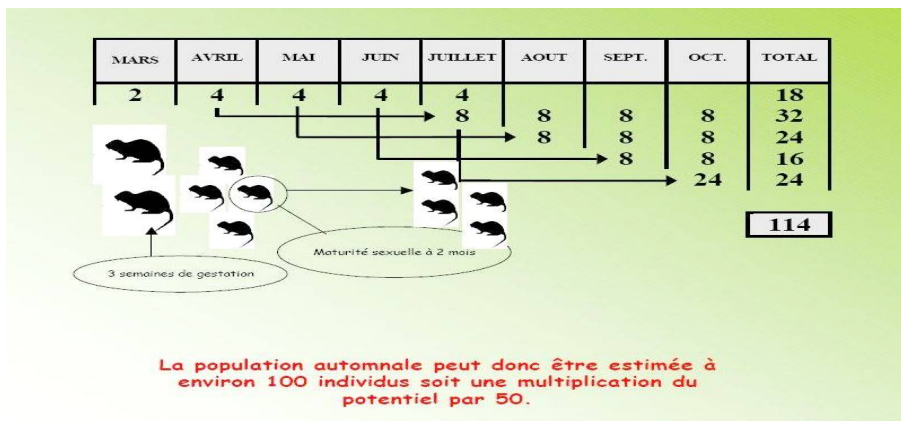 MARS AVRIL MAI JUIN JUILLET AOUT SEPT. OCT. TOTAL
2 4 4 4 4 18
8 8 8 8 32
8 8 8 24
8 8 16
24 24
114
Maturité sexuelle à 2 mois
3 semaines de gestation
La population automnale peut donc être estimée à
environ 100 individus soit une multiplication du
potentiel par 50.